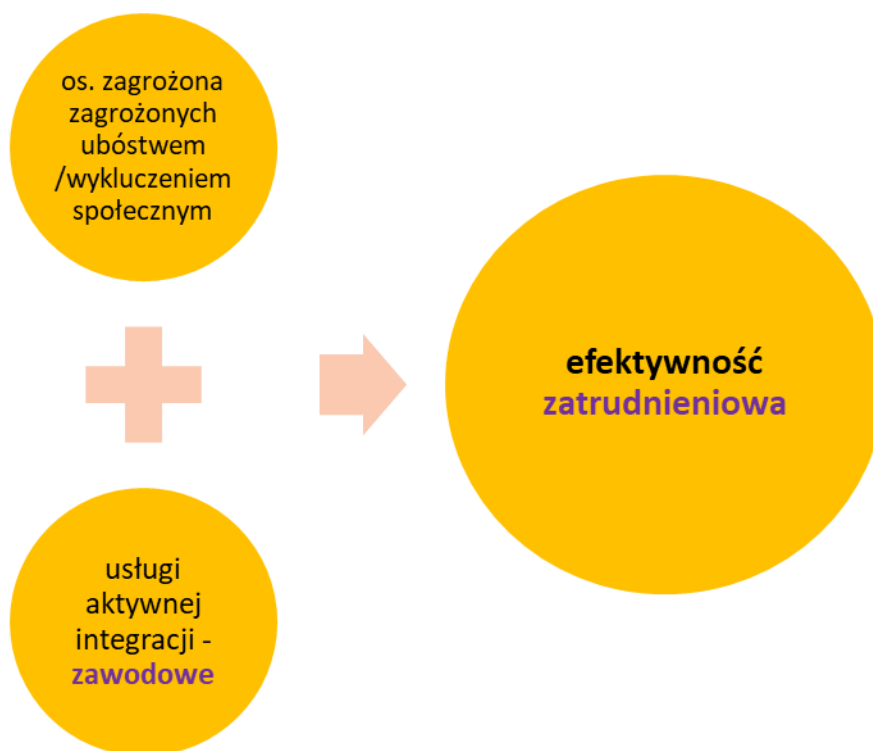 os. zagrożona
zagrożonych
ubóstwem
/wykluczeniem
społecznym
efektywność
zatrudnieniowa
usługi
aktywnej
integracji -
zawodowe